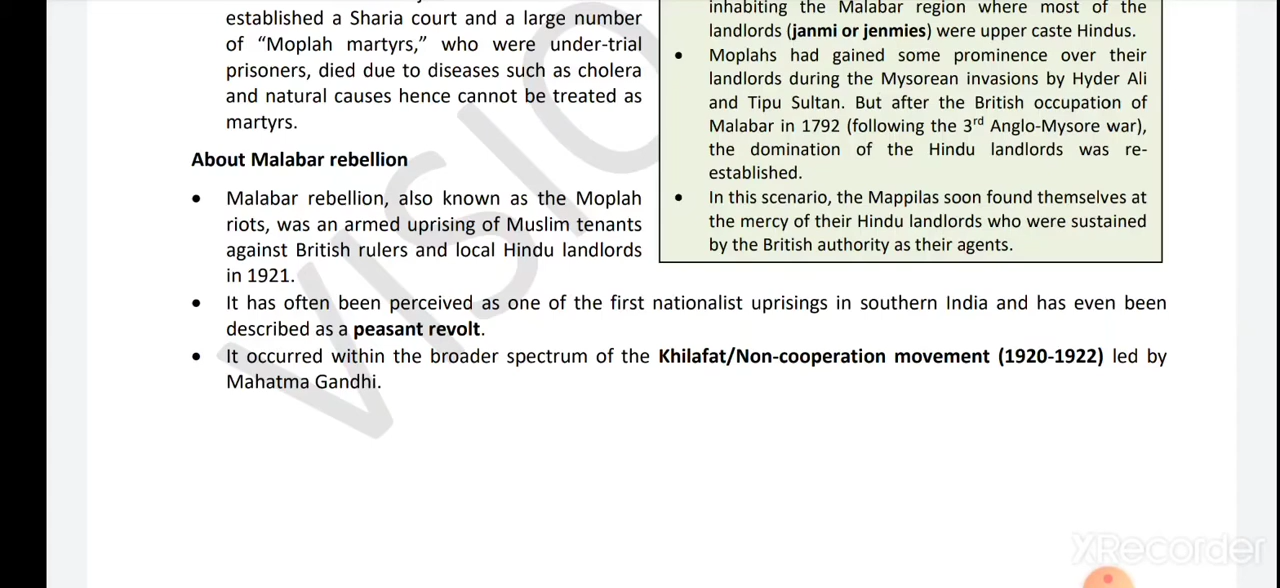 established a Sharia court and a large number
of “Moplah martyrs,” who were under-trial
prisoners, died due to diseases such as cholera
and natural causes hence cannot be treated as
martyrs.
About Malabar rebellion
• Malabar rebellion, also known as the Moplah
riots, was an armed uprising of Muslim tenants
against British rulers and local Hindu landlords
in 1921.
inhabiting the Malabar region where most of the
landlords (janmi or jenmies) were upper caste Hindus.
• Moplahs had gained some prominence over their
landlords during the Mysorean invasions by Hyder Ali
and Tipu Sultan. But after the British occupation of
Malabar in 1792 (following the 3rd Anglo-Mysore war),
the domination of the Hindu landlords was re-
established.
• In this scenario, the Mappilas soon found themselves at
the mercy of their Hindu landlords who were sustained
by the British authority as their agents.
• It has often been perceived as one of the first nationalist uprisings in southern India and has even been
described as a peasant revolt.
• It occurred within the broader spectrum of the Khilafat/Non-cooperation movement (1920-1922) led by
Mahatma Gandhi.
VISIO
XRecorder